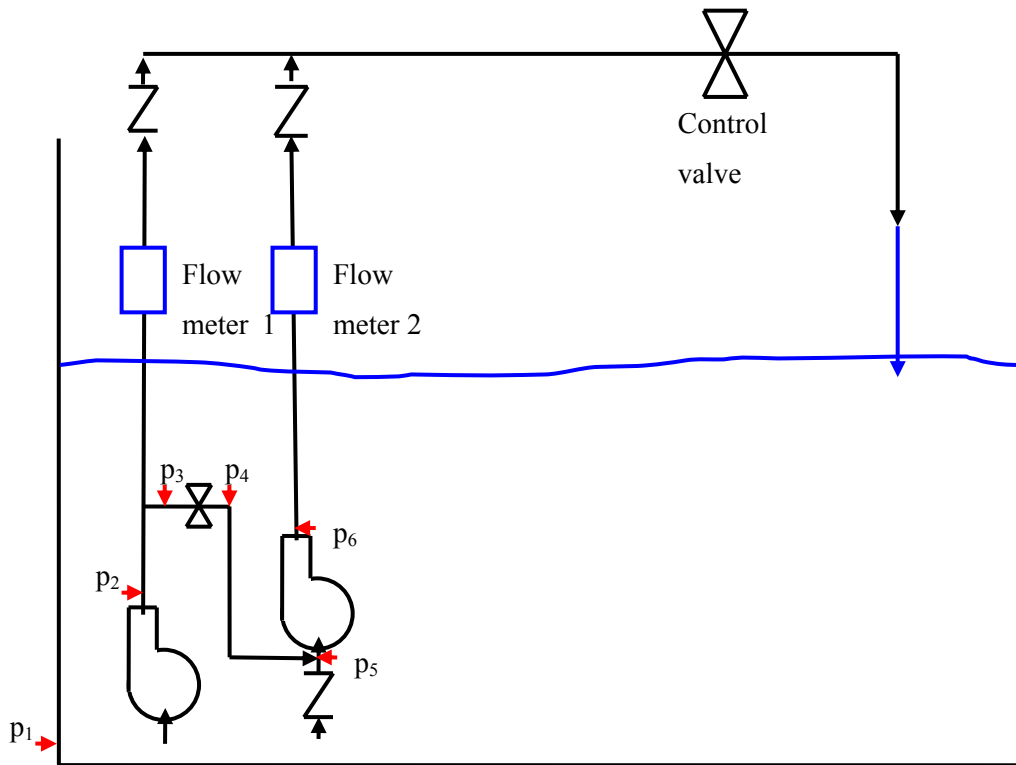 Control
valve
Flow
meter 1
Flow
meter 2
p₃
p₄
p₆
p₂
p₅
p₁